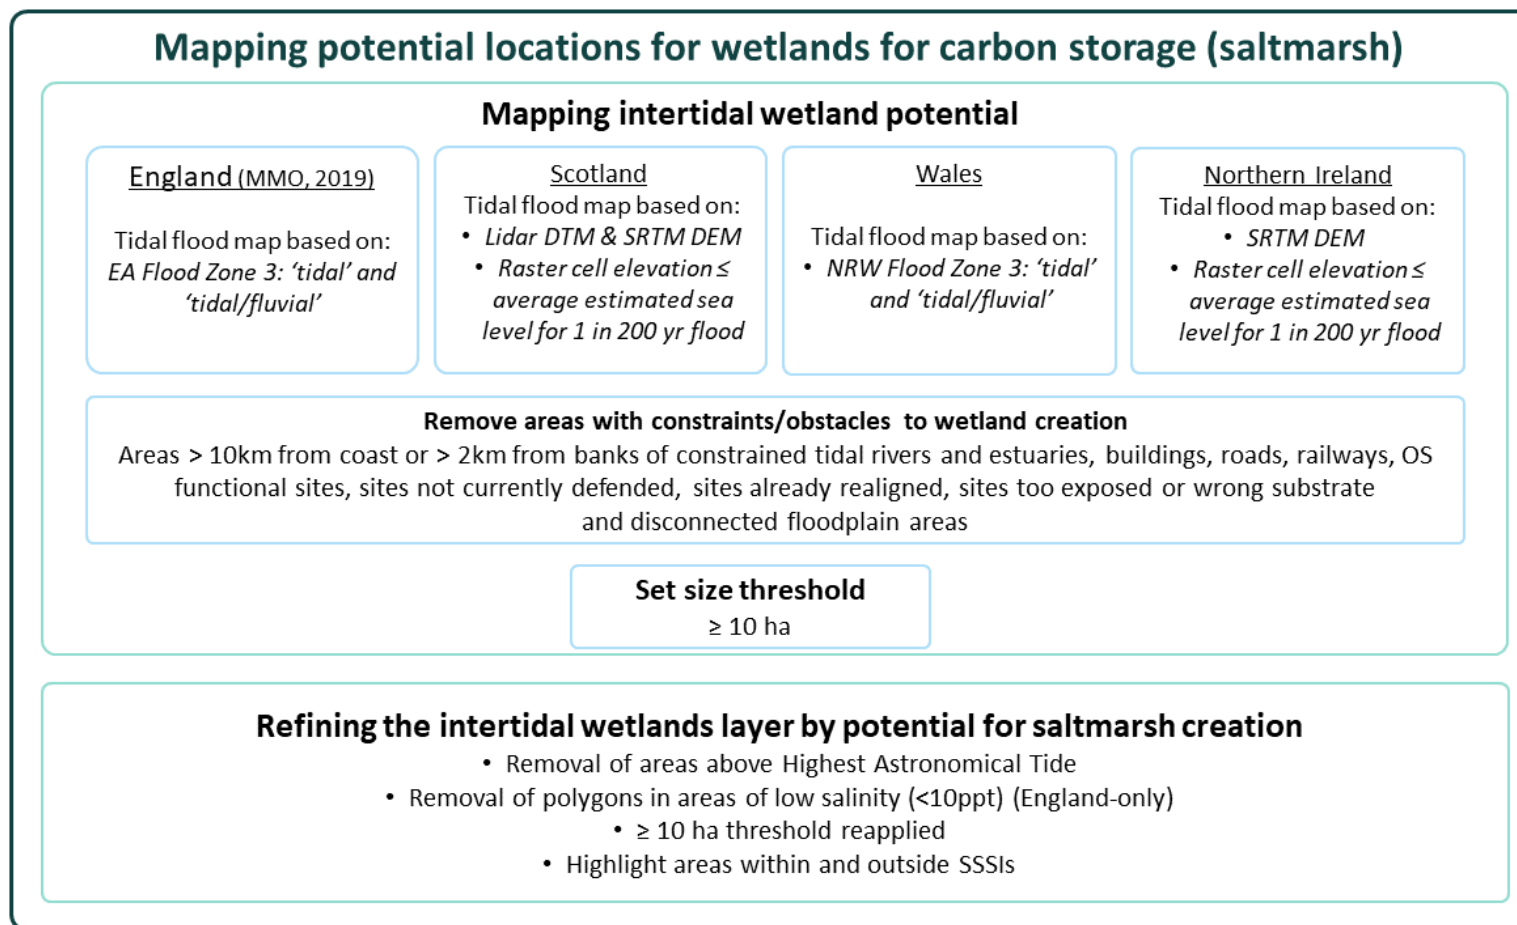 Mapping potential locations for wetlands for carbon storage (saltmarsh)
Mapping intertidal wetland potential
England (MMO, 2019)
Tidal flood map based on:
EA Flood Zone 3: ‘tidal’ and
‘tidal/fluvial’
Scotland
Tidal flood map based on:
• Lidar DTM & SRTM DEM
• Raster cell elevation ≤
average estimated sea
level for 1 in 200 yr flood
Wales
Tidal flood map based on:
• NRW Flood Zone 3: ‘tidal’
and ‘tidal/fluvial’
Northern Ireland
Tidal flood map based on:
• SRTM DEM
• Raster cell elevation ≤
average estimated sea
level for 1 in 200 yr flood
Remove areas with constraints/obstacles to wetland creation
Areas > 10km from coast or > 2km from banks of constrained tidal rivers and estuaries, buildings, roads, railways, OS
functional sites, sites not currently defended, sites already realigned, sites too exposed or wrong substrate
and disconnected floodplain areas
Set size threshold
≥ 10 ha
Refining the intertidal wetlands layer by potential for saltmarsh creation
• Removal of areas above Highest Astronomical Tide
• Removal of polygons in areas of low salinity (<10ppt) (England-only)
• ≥ 10 ha threshold reapplied
• Highlight areas within and outside SSSIs